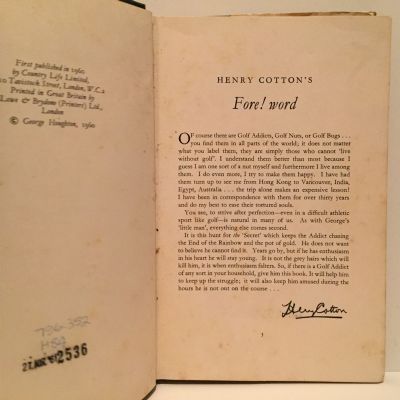 First published in 1960
by Country Life Limited,
Tavistock Street, London, W.C.2
Printed in Great Britain by
Lowe & Brydone (Printers) Ltd.,
London
© George Houghton, 1960
796·352
27. MAR 61 2536
HENRY COTTON'S
Fore! word
OF course there are Golf Addicts, Golf Nuts, or Golf Bugs . . .
you find them in all parts of the world; it does not matter
what you label them, they are simply those who cannot 'live
without golf'. I understand them better than most because I
guess I am one sort of a nut myself and furthermore I live among
them. I do even more, I try to make them happy. I have had
them turn up to see me from Hong Kong to Vancouver, India,
Egypt, Australia . . . the trip alone makes an expensive lesson!
I have been in correspondence with them for over thirty years
and do my best to ease their tortured souls.
You see, to strive after perfection—even in a difficult athletic
sport like golf—is natural in many of us. As with George's
'little man', everything else comes second.
It is this hunt for the 'Secret' which keeps the Addict chasing
the End of the Rainbow and the pot of gold. He does not want
to believe he cannot find it. Years go by, but if he has enthusiasm
in his heart he will stay young. It is not the grey hairs which will
kill him, it is when enthusiasm falters. So, if there is a Golf Addict
of any sort in your household, give him this book. It will help him
to keep up the struggle; it will also keep him amused during the
hours he is not out on the course . . .
Henry Cotton
5